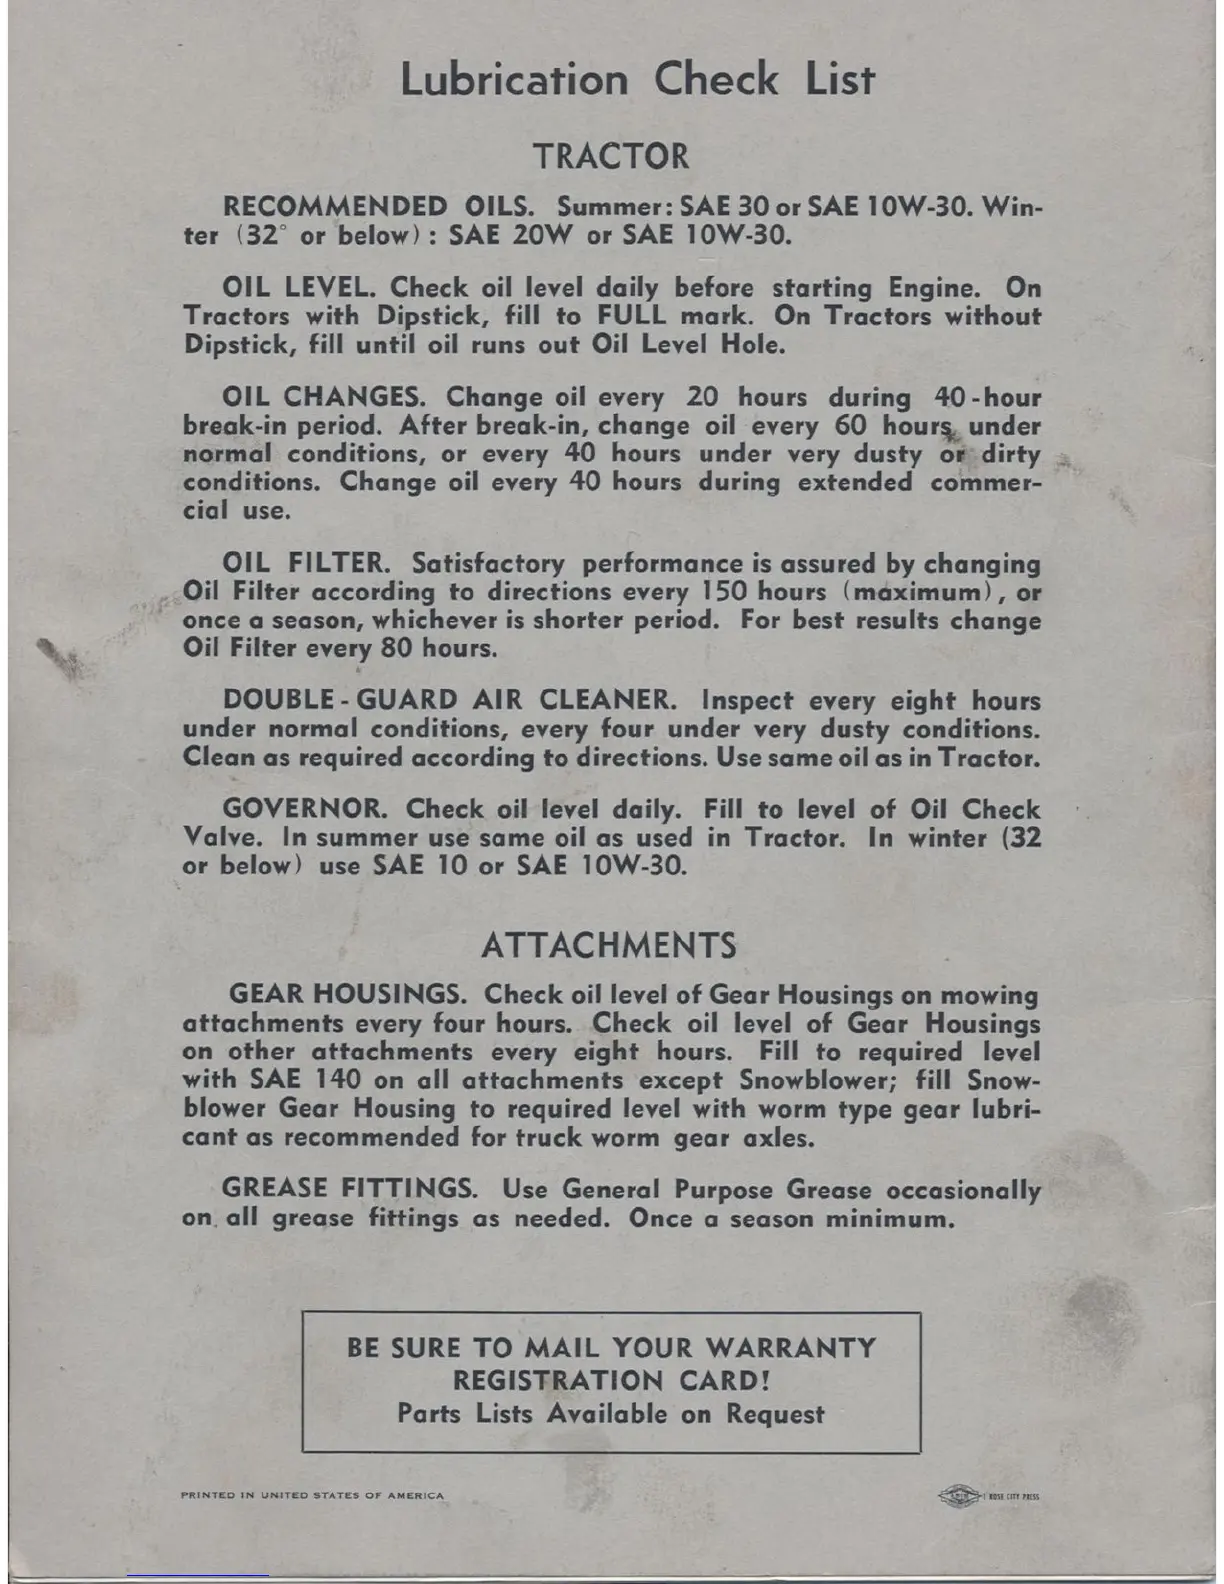 Lubrication Check List
TRACTOR
RECOMMENDED OILS. Summer: SAE 30 or SAE 10W-30. Win-
ter (32° or below): SAE 20W or SAE 10W-30.
OIL LEVEL. Check oil level daily before starting Engine. On
Tractors with Dipstick, fill to FULL mark. On Tractors without
Dipstick, fill until oil runs out Oil Level Hole.
OIL CHANGES. Change oil every 20 hours during 40-hour
break-in period. After break-in, change oil every 60 hours under
normal conditions, or every 40 hours under very dusty or dirty
conditions. Change oil every 40 hours during extended commer-
cial use.
OIL FILTER. Satisfactory performance is assured by changing
Oil Filter according to directions every 150 hours (maximum), or
once a season, whichever is shorter period. For best results change
Oil Filter every 80 hours.
DOUBLE-GUARD AIR CLEANER. Inspect every eight hours
under normal conditions, every four under very dusty conditions.
Clean as required according to directions. Use same oil as in Tractor.
GOVERNOR. Check oil level daily. Fill to level of Oil Check
Valve. In summer use same oil as used in Tractor. In winter (32
or below) use SAE 10 or SAE 10W-30.
ATTACHMENTS
GEAR HOUSINGS. Check oil level of Gear Housings on mowing
attachments every four hours. Check oil level of Gear Housings
on other attachments every eight hours. Fill to required level
with SAE 140 on all attachments except Snowblower; fill Snow-
blower Gear Housing to required level with worm type gear lubri-
cant as recommended for truck worm gear axles.
GREASE FITTINGS. Use General Purpose Grease occasionally
on all grease fittings as needed. Once a season minimum.
BE SURE TO MAIL YOUR WARRANTY
REGISTRATION CARD!
Parts Lists Available on Request
PRINTED IN UNITED STATES OF AMERICA
ROSE CITY PRESS